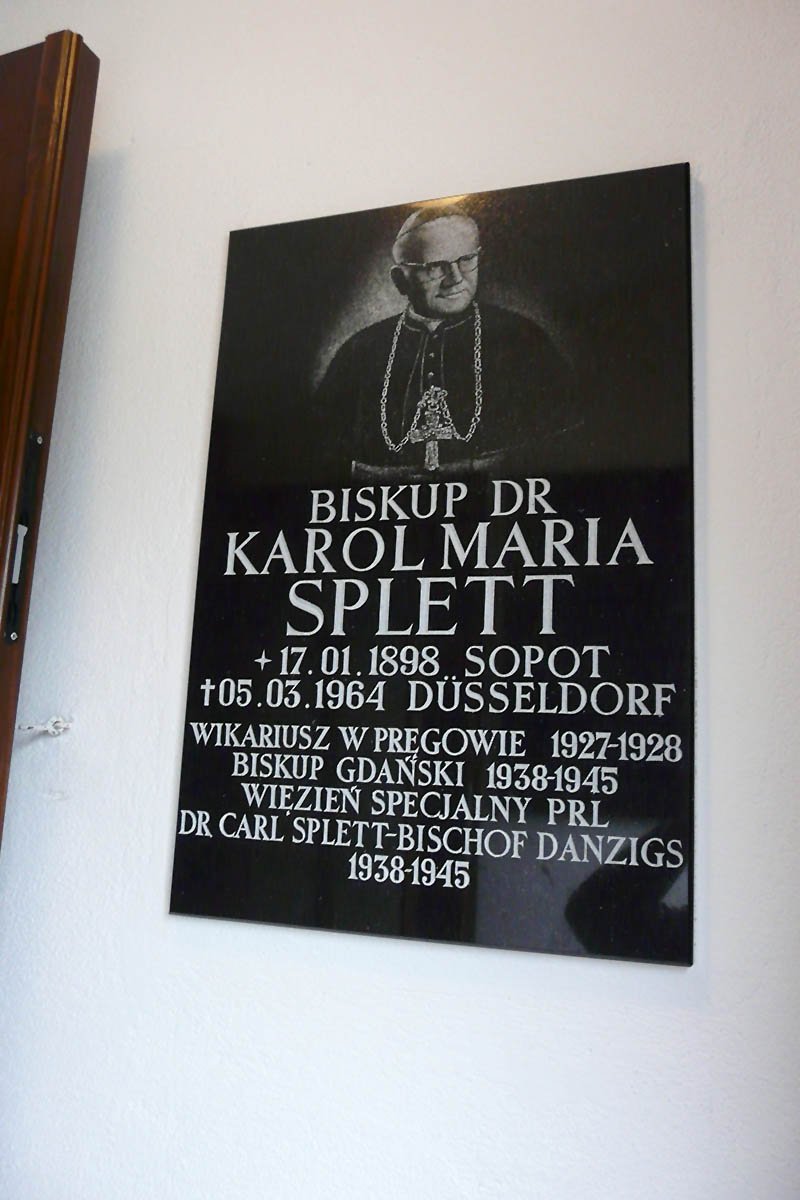 BISKUP DR
KAROL MARIA
SPLETT
+17.01.1898 SOPOT
†05.03.1964 DÜSSELDORF
WIKARIUSZ W PRĘGOWIE 1927-1928
BISKUP GDAŃSKI 1938-1945
WIĘZIEŃ SPECJALNY PRL
DR CARL SPLETT-BISCHOF DANZIGS
1938-1945